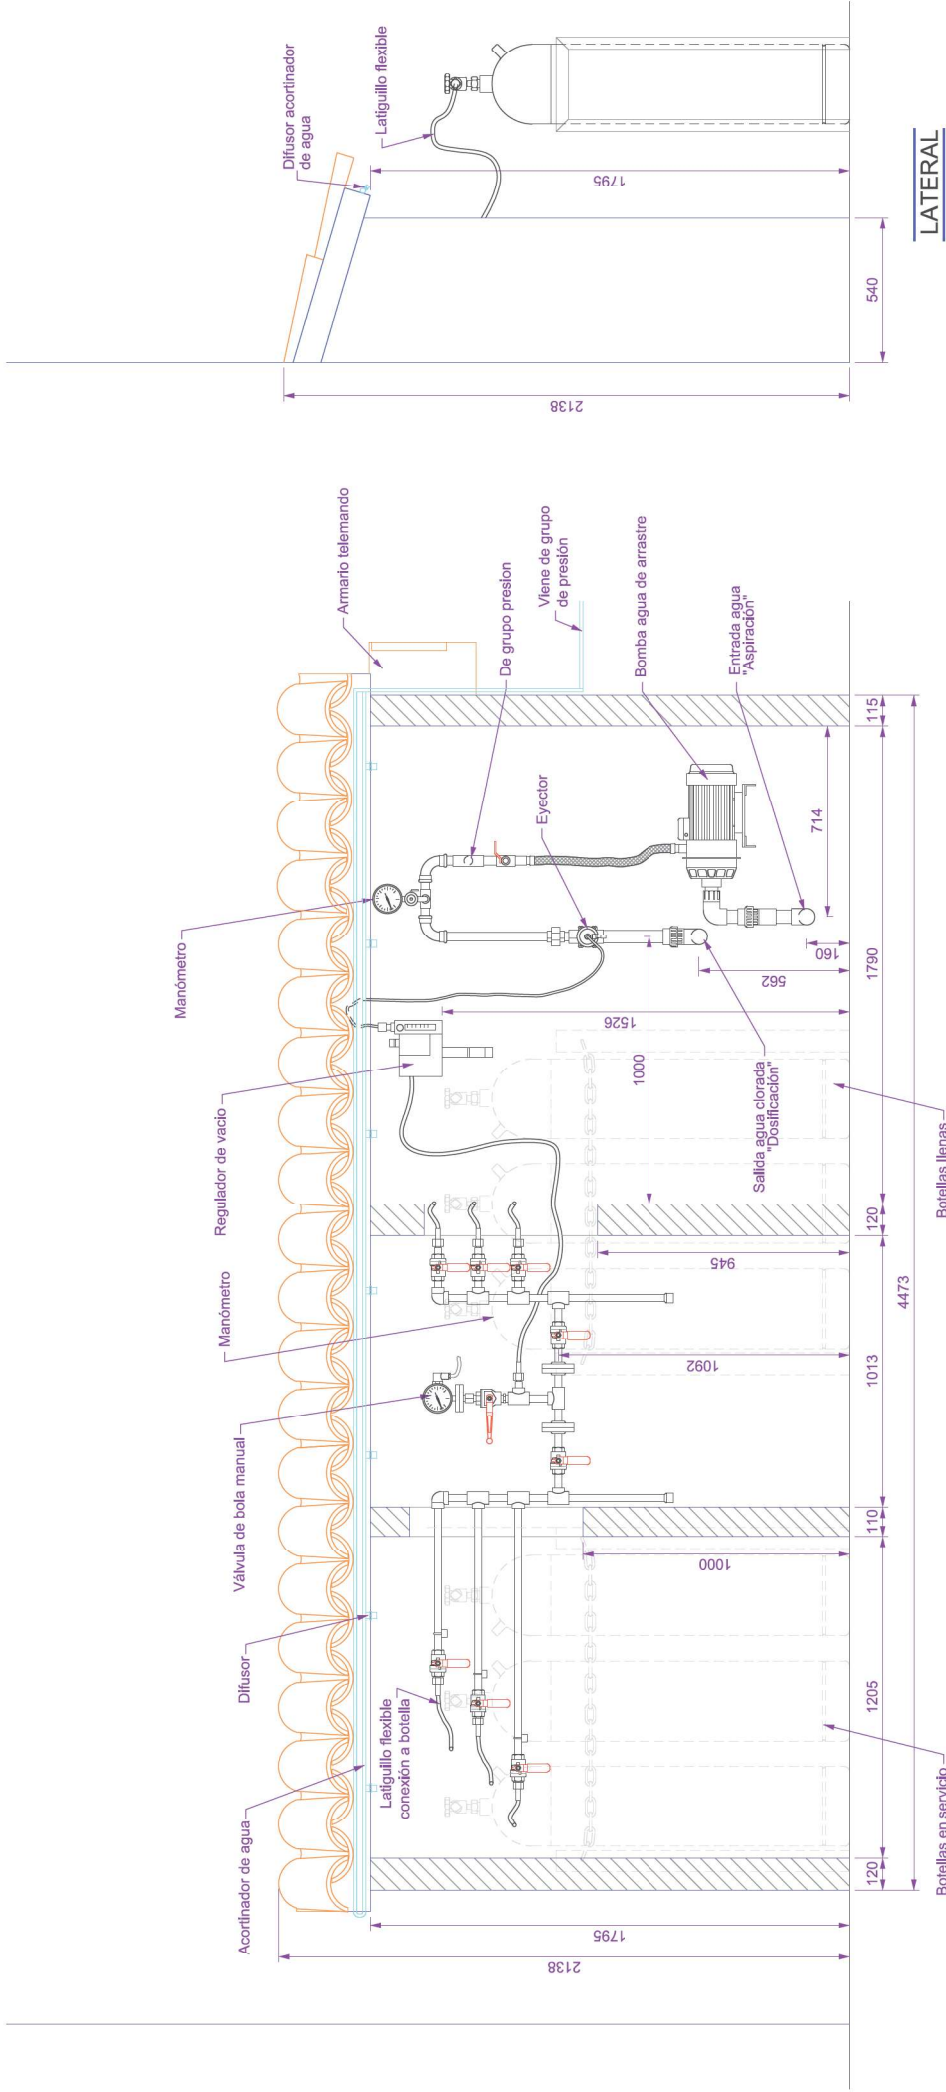 Acortinador de agua
Difusor
Válvula de bola manual
Manómetro
Regulador de vacio
Manómetro
Armario telemando
De grupo presion
Viene de grupo
de presión
Eyector
Bomba agua de arrastre
Entrada agua
"Aspiración"
Salida agua clorada
"Dosificación"
Latiguillo flexible
conexión a botella
Botellas en servicio
Botellas llenas
2138
1795
1000
1092
945
1526
1000
562
160
714
120
1205
110
1013
120
1790
115
4473
Difusor acortinador
de agua
Latiguillo flexible
2138
1795
540
LATERAL